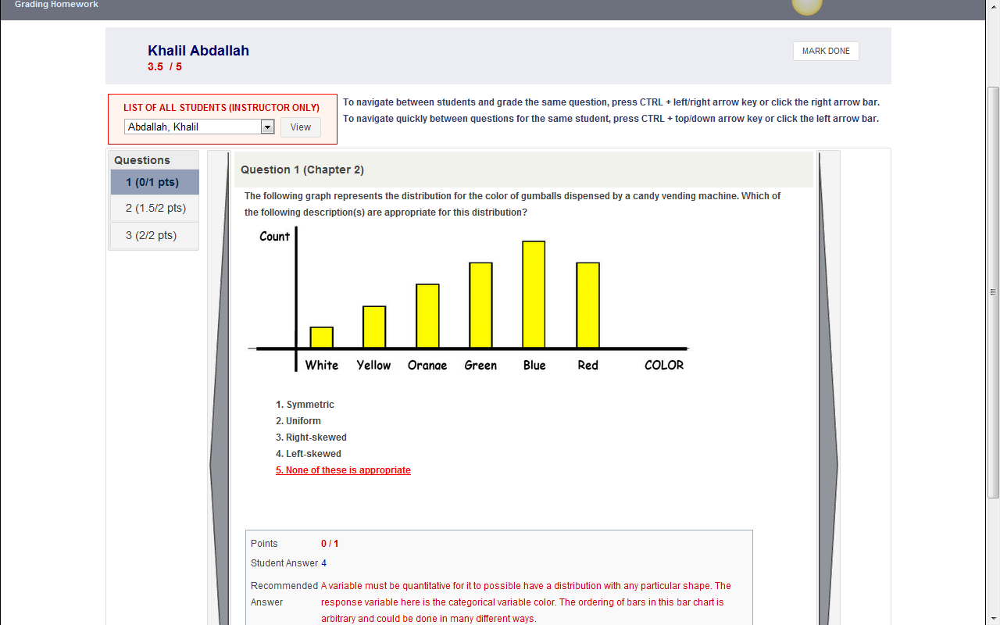 Grading Homework
Khalil Abdallah
3.5 / 5
MARK DONE
LIST OF ALL STUDENTS (INSTRUCTOR ONLY)
Abdallah, Khalil
View
To navigate between students and grade the same question, press CTRL + left/right arrow key or click the right arrow bar.
To navigate quickly between questions for the same student, press CTRL + top/down arrow key or click the left arrow bar.
Questions
1 (0/1 pts)
2 (1.5/2 pts)
3 (2/2 pts)
Question 1 (Chapter 2)
The following graph represents the distribution for the color of gumballs dispensed by a candy vending machine. Which of
the following description(s) are appropriate for this distribution?
Count
White Yellow Orange Green Blue Red COLOR
1. Symmetric
2. Uniform
3. Right-skewed
4. Left-skewed
5. None of these is appropriate
Points 0 / 1
Student Answer 4
Recommended A variable must be quantitative for it to possible have a distribution with any particular shape. The
Answer response variable here is the categorical variable color. The ordering of bars in this bar chart is
arbitrary and could be done in many different ways.